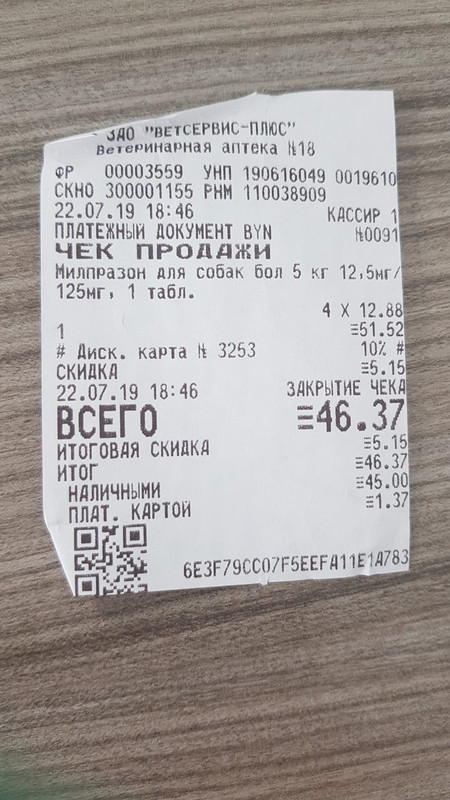 ЗАО "ВЕТСЕРВИС-ПЛЮС"
Ветеринарная аптека №18
ФР 00003559 УНП 190616049 0019610
СКНО 300001155 РНМ 110038909
22.07.19 18:46 КАССИР 1
ПЛАТЕЖНЫЙ ДОКУМЕНТ BYN №0091
ЧЕК ПРОДАЖИ
Милпразон для собак бол 5 кг 12,5мг/
125мг, 1 табл.
4 X 12.88
1 ≡51.52
# Диск. карта № 3253 10% #
СКИДКА ≡5.15
22.07.19 18:46 ЗАКРЫТИЕ ЧЕКА
ВСЕГО ≡46.37
ИТОГОВАЯ СКИДКА ≡5.15
ИТОГ ≡46.37
НАЛИЧНЫМИ ≡45.00
ПЛАТ. КАРТОЙ ≡1.37
6E3F79CC07F5EEFA11E1A783